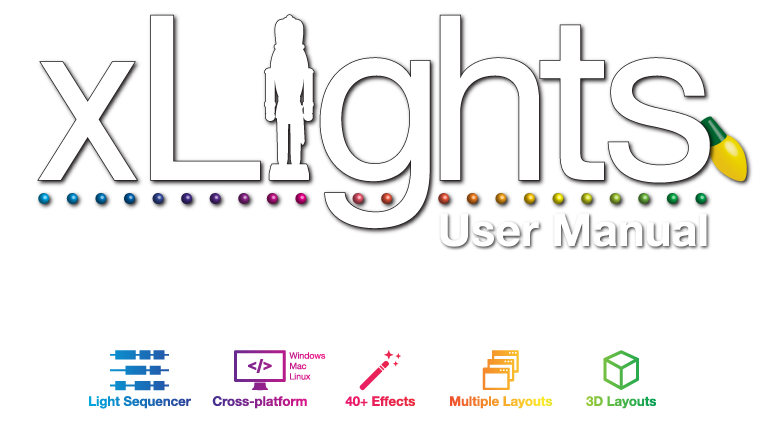 xLights
User Manual
Windows
Mac
Linux
Light Sequencer
Cross-platform
40+ Effects
Multiple Layouts
3D Layouts